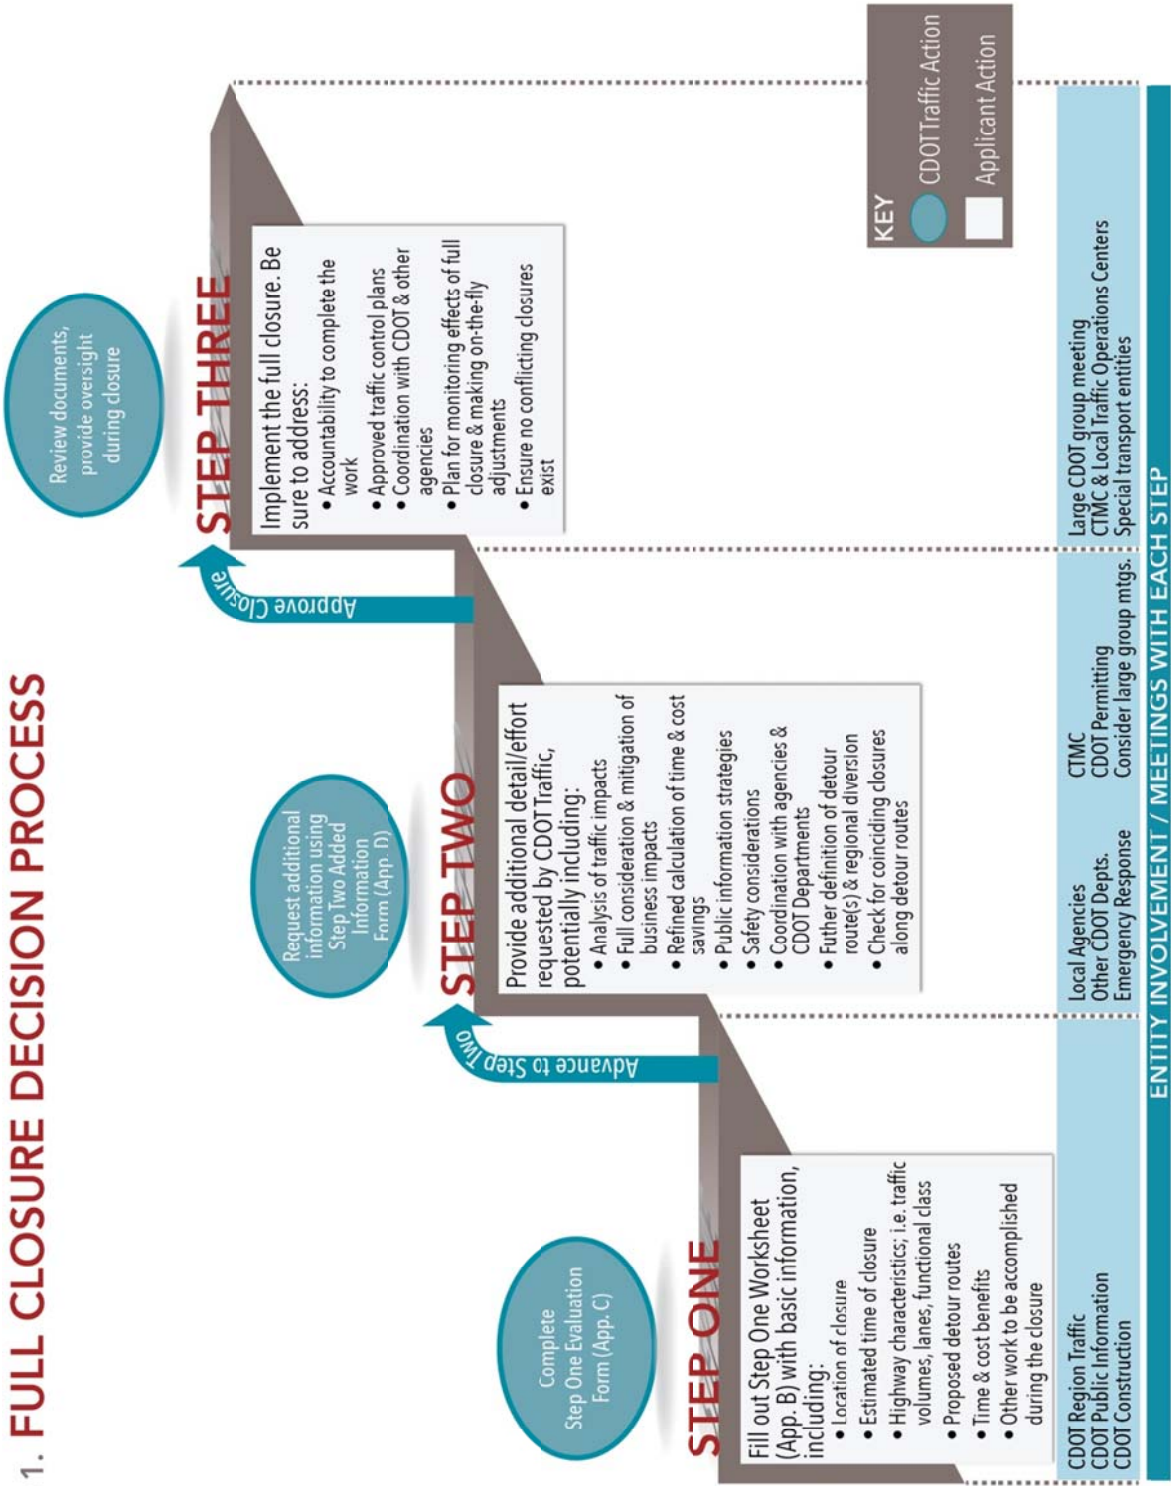 1. FULL CLOSURE DECISION PROCESS
Complete
Step One Evaluation
Form (App. C)
STEP ONE
Fill out Step One Worksheet
(App. B) with basic information,
including:
• Location of closure
• Estimated time of closure
• Highway characteristics; i.e. traffic
volumes, lanes, functional class
• Proposed detour routes
• Time & cost benefits
• Other work to be accomplished
during the closure
Advance to Step Two
Request additional
information using
Step Two Added
Information
Form (App. D)
STEP TWO
Provide additional detail/effort
requested by CDOT Traffic,
potentially including:
• Analysis of traffic impacts
• Full consideration & mitigation of
business impacts
• Refined calculation of time & cost
savings
• Public information strategies
• Safety considerations
• Coordination with agencies &
CDOT Departments
• Futher definition of detour
route(s) & regional diversion
• Check for coinciding closures
along detour routes
Approve Closure
Review documents,
provide oversight
during closure
STEP THREE
Implement the full closure. Be
sure to address:
• Accountability to complete the
work
• Approved traffic control plans
• Coordination with CDOT & other
agencies
• Plan for monitoring effects of full
closure & making on-the-fly
adjustments
• Ensure no conflicting closures
exist
KEY
CDOT Traffic Action
Applicant Action
CDOT Region Traffic
CDOT Public Information
CDOT Construction
Local Agencies
Other CDOT Depts.
Emergency Response
CTMC
CDOT Permitting
Consider large group mtgs.
Large CDOT group meeting
CTMC & Local Traffic Operations Centers
Special transport entities
ENTITY INVOLVEMENT / MEETINGS WITH EACH STEP